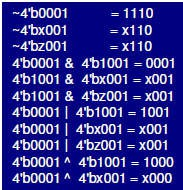 ~4'b0001 = 1110
~4'bx001 = x110
~4'bz001 = x110
4'b0001 & 4'b1001 = 0001
4'b1001 & 4'bx001 = x001
4'b1001 & 4'bz001 = x001
4'b0001 | 4'b1001 = 1001
4'b0001 | 4'bx001 = x001
4'b0001 | 4'bz001 = x001
4'b0001 ^ 4'b1001 = 1000
4'b0001 ^ 4'bx001 = x000